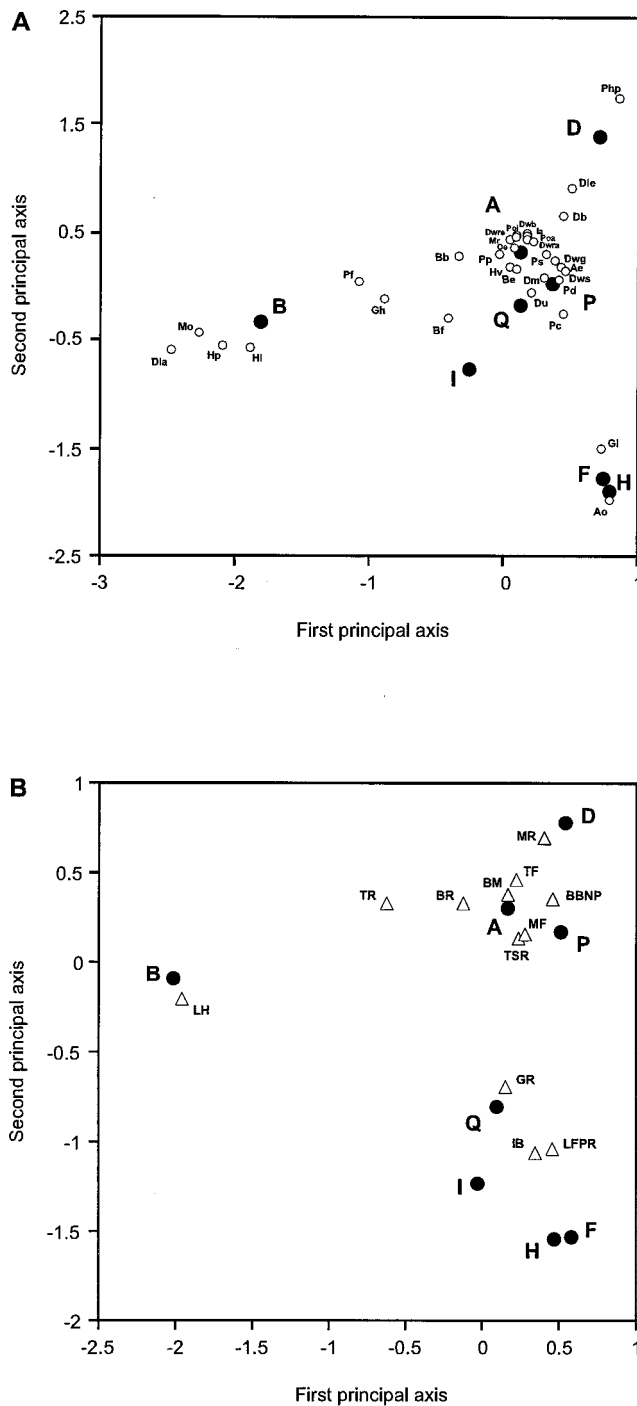 A
2.5
Php
1.5
D
Dle
Db
A
0.5
Dwb
Dwre
Dwra
Poa
Mr
Bb
Pp
Ps
Dwg
Ae
Hv
Be
Dm
Dws
Pf
Gh
Du
Pd
P
B
Q
Bf
Pc
Mo
-0.5
Dla
Hp
Hl
I
-1.5
Gl
F
H
Ao
-2.5
-3
-2
-1
0
1
Second principal axis
First principal axis
B
1
D
MR
0.5
TF
TR
BR
BM
BBNP
A
MF
TSR
P
0
B
LH
-0.5
GR
Q
-1
IB
LFPR
I
-1.5
H
F
-2
-2.5
-2
-1.5
-1
-0.5
0
0.5
1
Second principal axis
First principal axis